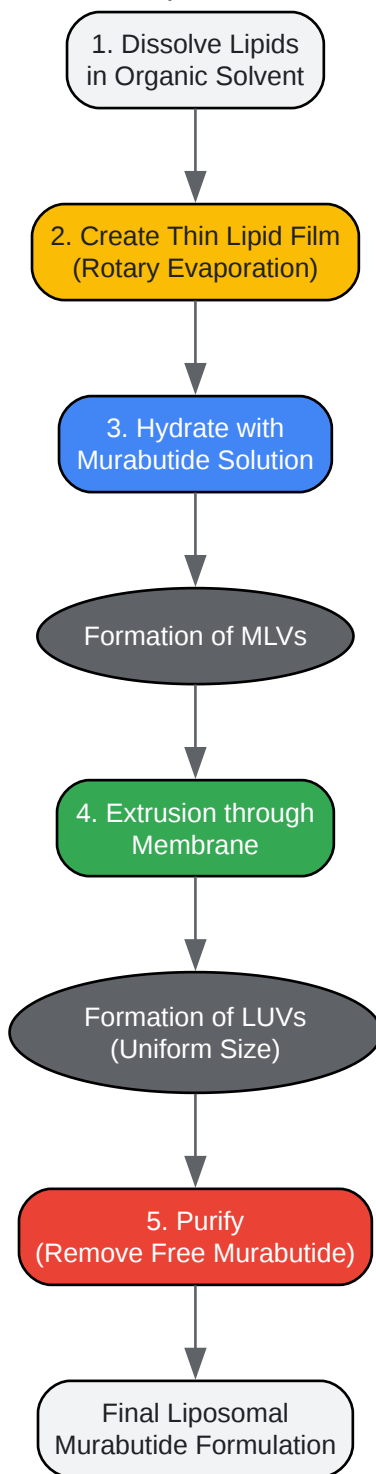 1. Dissolve Lipids
in Organic Solvent
2. Create Thin Lipid Film
(Rotary Evaporation)
3. Hydrate with
Murabutide Solution
Formation of MLVs
4. Extrusion through
Membrane
Formation of LUVs
(Uniform Size)
5. Purify
(Remove Free Murabutide)
Final Liposomal
Murabutide Formulation